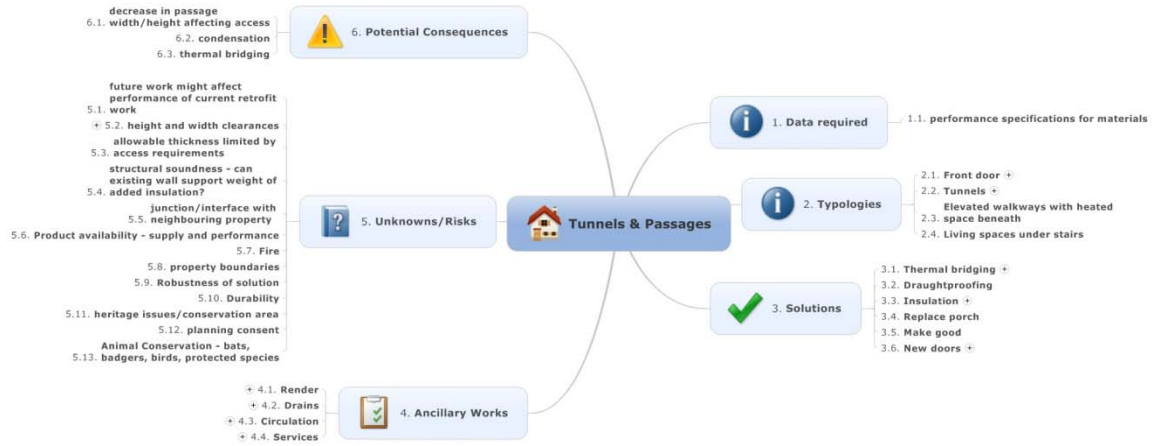 Tunnels & Passages
1. Data required
1.1. performance specifications for materials
2. Typologies
2.1. Front door
2.2. Tunnels
Elevated walkways with heated
2.3. space beneath
2.4. Living spaces under stairs
3. Solutions
3.1. Thermal bridging
3.2. Draughtproofing
3.3. Insulation
3.4. Replace porch
3.5. Make good
3.6. New doors
4. Ancillary Works
4.1. Render
4.2. Drains
4.3. Circulation
4.4. Services
5. Unknowns/Risks
future work might affect
performance of current retrofit
5.1. work
5.2. height and width clearances
allowable thickness limited by
5.3. access requirements
structural soundness - can
existing wall support weight of
5.4. added insulation?
junction/interface with
5.5. neighbouring property
5.6. Product availability - supply and performance
5.7. Fire
5.8. property boundaries
5.9. Robustness of solution
5.10. Durability
5.11. heritage issues/conservation area
5.12. planning consent
Animal Conservation - bats,
5.13. badgers, birds, protected species
6. Potential Consequences
decrease in passage
6.1. width/height affecting access
6.2. condensation
6.3. thermal bridging